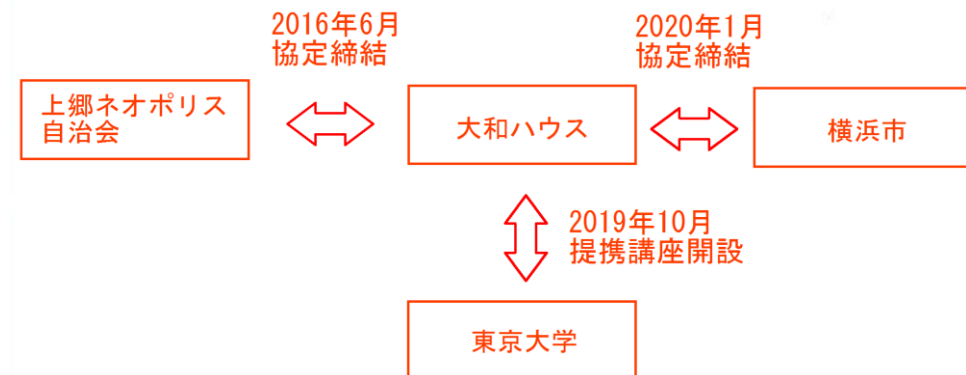 2016年6月
協定締結
2020年1月
協定締結
上郷ネオポリス
自治会
大和ハウス
横浜市
2019年10月
提携講座開設
東京大学